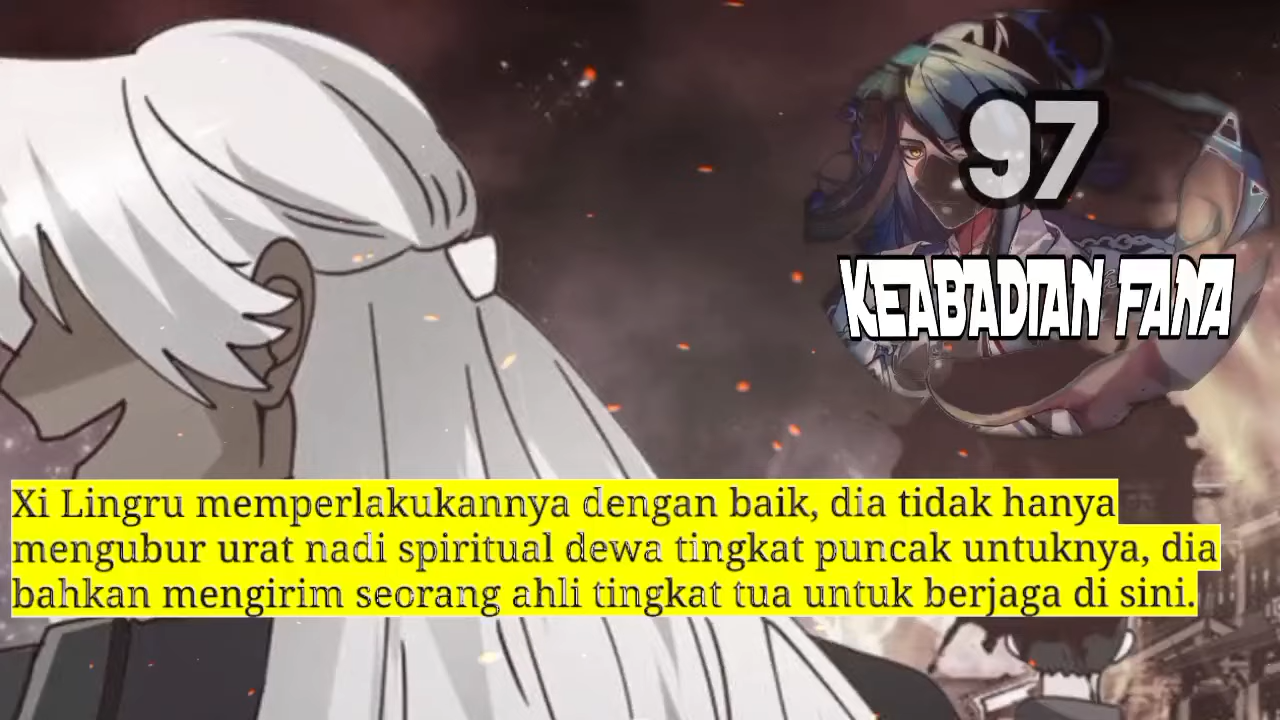 97
KEABADIAN FANA
Xi Lingru memperlakukannya dengan baik, dia tidak hanya
mengubur urat nadi spiritual dewa tingkat puncak untuknya, dia
bahkan mengirim seorang ahli tingkat tua untuk berjaga di sini.